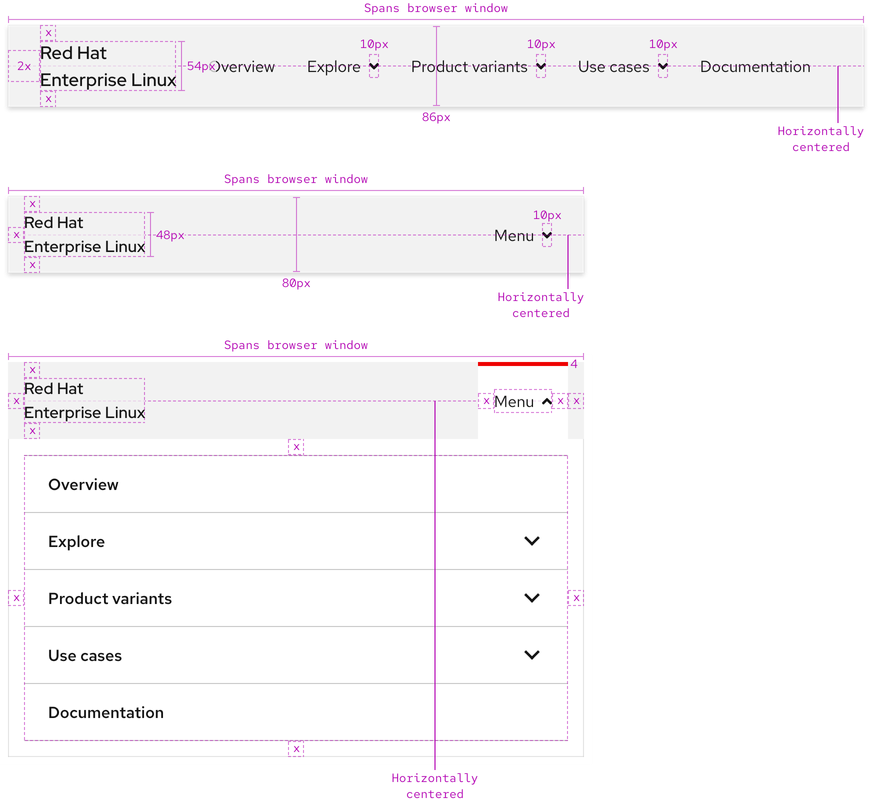 Spans browser window
x
Red Hat
10px
10px
10px
2x
54px
Overview
Explore
Product variants
Use cases
Documentation
Enterprise Linux
x
86px
Horizontally
centered
Spans browser window
x
Red Hat
10px
x
48px
Menu
Enterprise Linux
x
80px
Horizontally
centered
Spans browser window
x
4
Red Hat
x
x
Menu
x
x
Enterprise Linux
x
x
Overview
Explore
x
Product variants
x
Use cases
Documentation
x
Horizontally
centered